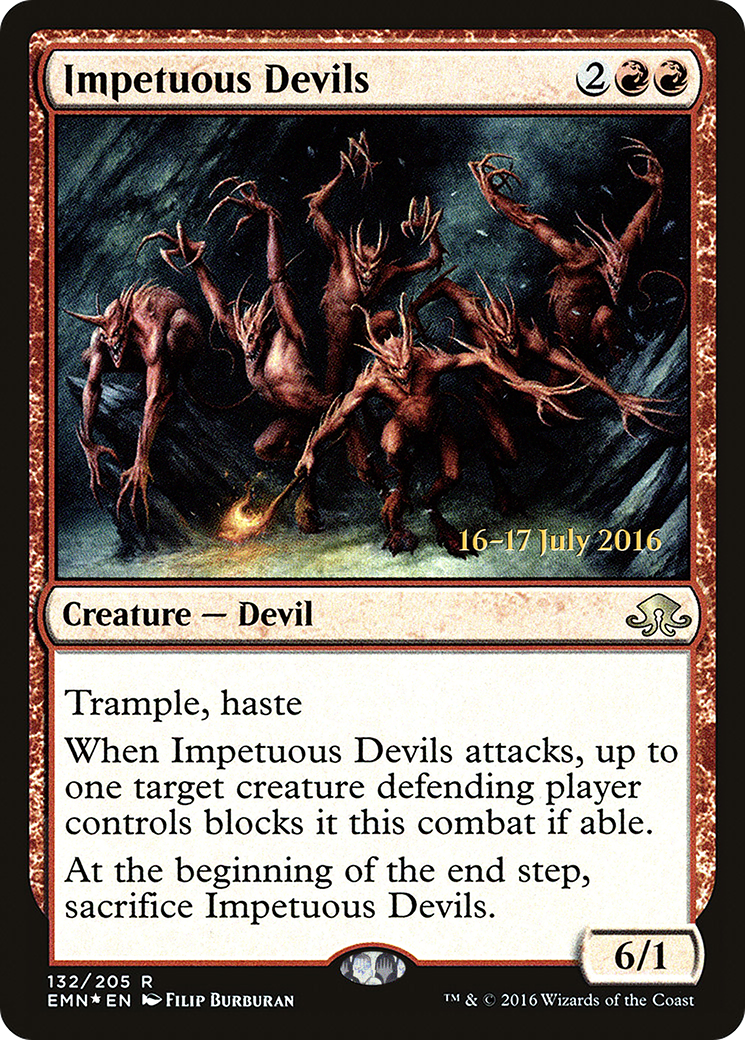 Impetuous Devils 2
16–17 July 2016
Creature — Devil
Trample, haste
When Impetuous Devils attacks, up to
one target creature defending player
controls blocks it this combat if able.
At the beginning of the end step,
sacrifice Impetuous Devils.
6/1
132/205 R
EMN★EN Filip Burburan
™ & © 2016 Wizards of the Coast